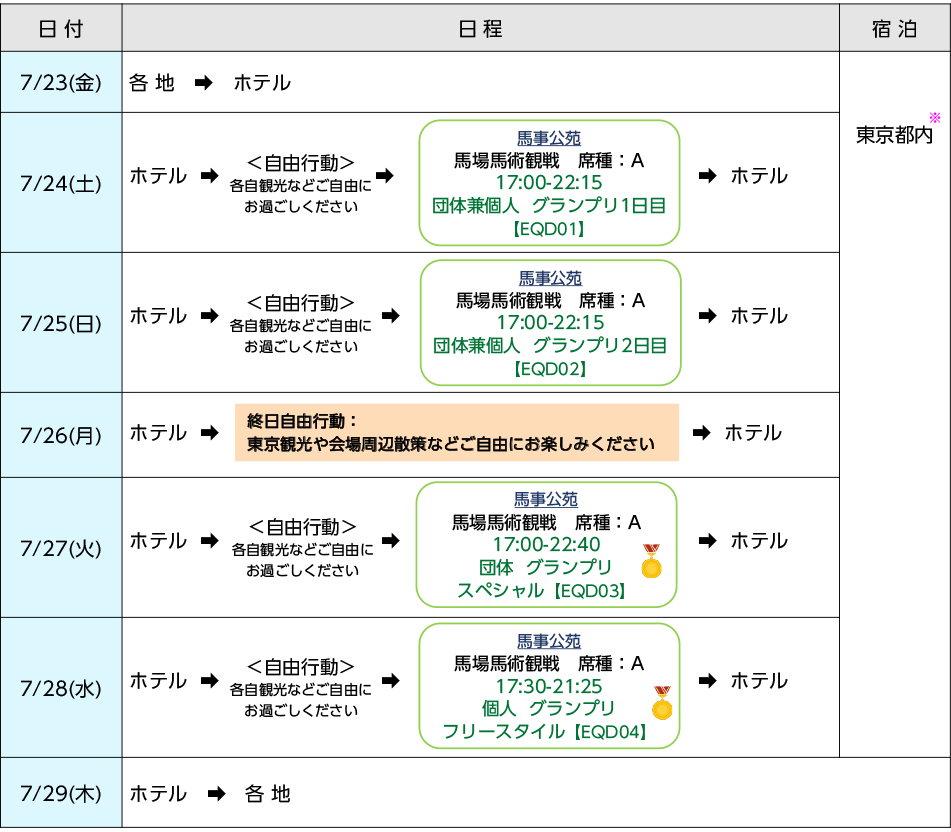 日 付
日 程
宿 泊
7/23(金)
各 地 ➡ ホテル
※
東京都内
7/24(土)
ホテル ➡
<自由行動>
各自観光などご自由に
お過ごしください
➡
馬事公苑
馬場馬術観戦 席種：A
17:00-22:15
団体兼個人 グランプリ1日目
【EQD01】
➡ ホテル
7/25(日)
ホテル ➡
<自由行動>
各自観光などご自由に
お過ごしください
➡
馬事公苑
馬場馬術観戦 席種：A
17:00-22:15
団体兼個人 グランプリ2日目
【EQD02】
➡ ホテル
7/26(月)
ホテル ➡
終日自由行動：
東京観光や会場周辺散策などご自由にお楽しみください
➡ ホテル
7/27(火)
ホテル ➡
<自由行動>
各自観光などご自由に
お過ごしください
➡
馬事公苑
馬場馬術観戦 席種：A
17:00-22:40
団体 グランプリ
スペシャル【EQD03】
➡ ホテル
7/28(水)
ホテル ➡
<自由行動>
各自観光などご自由に
お過ごしください
➡
馬事公苑
馬場馬術観戦 席種：A
17:30-21:25
個人 グランプリ
フリースタイル【EQD04】
➡ ホテル
7/29(木)
ホテル ➡ 各 地